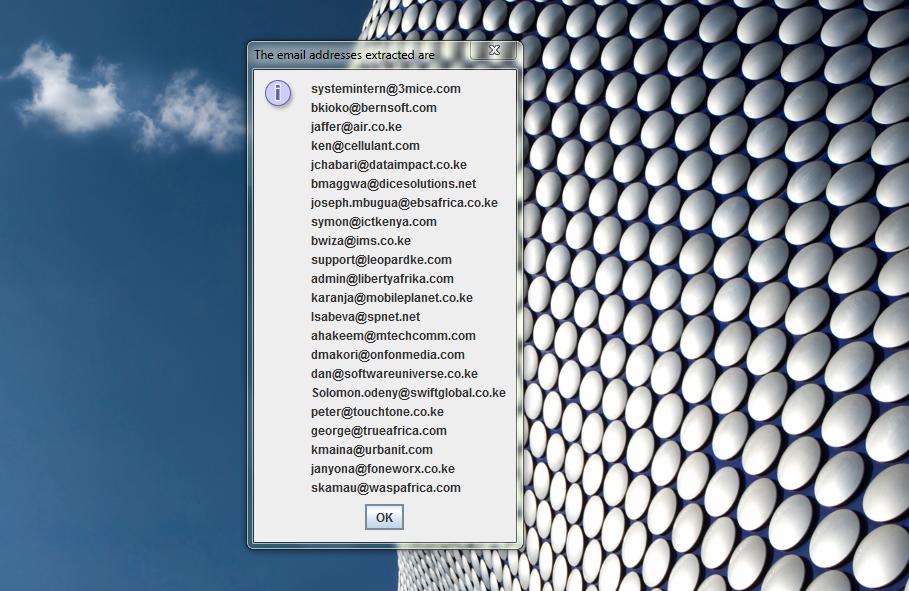 The email addresses extracted are
systemintern@3mice.com
bkioko@bernsoft.com
jaffer@air.co.ke
ken@cellulant.com
jchabari@dataimpact.co.ke
bmaggwa@dicesolutions.net
joseph.mbugua@ebsafrica.co.ke
symon@ictkenya.com
bwiza@ims.co.ke
support@leopardke.com
admin@libertyafrika.com
karanja@mobileplanet.co.ke
lsabeva@spnet.net
ahakeem@mtechcomm.com
dmakori@onfonmedia.com
dan@softwareuniverse.co.ke
Solomon.odeny@swiftglobal.co.ke
peter@touchtone.co.ke
george@trueafrica.com
kmaina@urbanit.com
janyona@foneworx.co.ke
skamau@waspafrica.com
OK